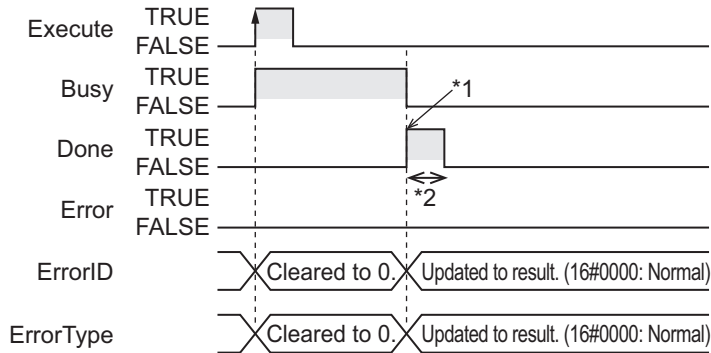 Execute TRUE
FALSE
Busy TRUE
FALSE
*1
Done TRUE
FALSE
*2
Error TRUE
FALSE
ErrorID Cleared to 0. Updated to result. (16#0000: Normal)
ErrorType Cleared to 0. Updated to result. (16#0000: Normal)